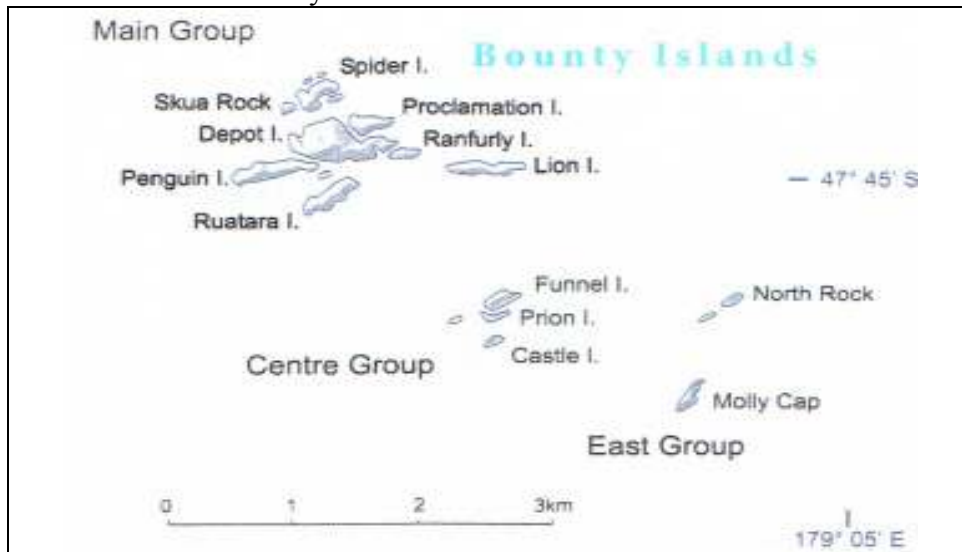 Main Group
Bounty Islands
Spider I.
Skua Rock
Proclamation I.
Depot I.
Ranfurly I.
Lion I.
Penguin I.
47° 45' S
Ruatara I.
Funnel I.
North Rock
Prion I.
Castle I.
Centre Group
Molly Cap
East Group
0 1 2 3km
179° 05' E